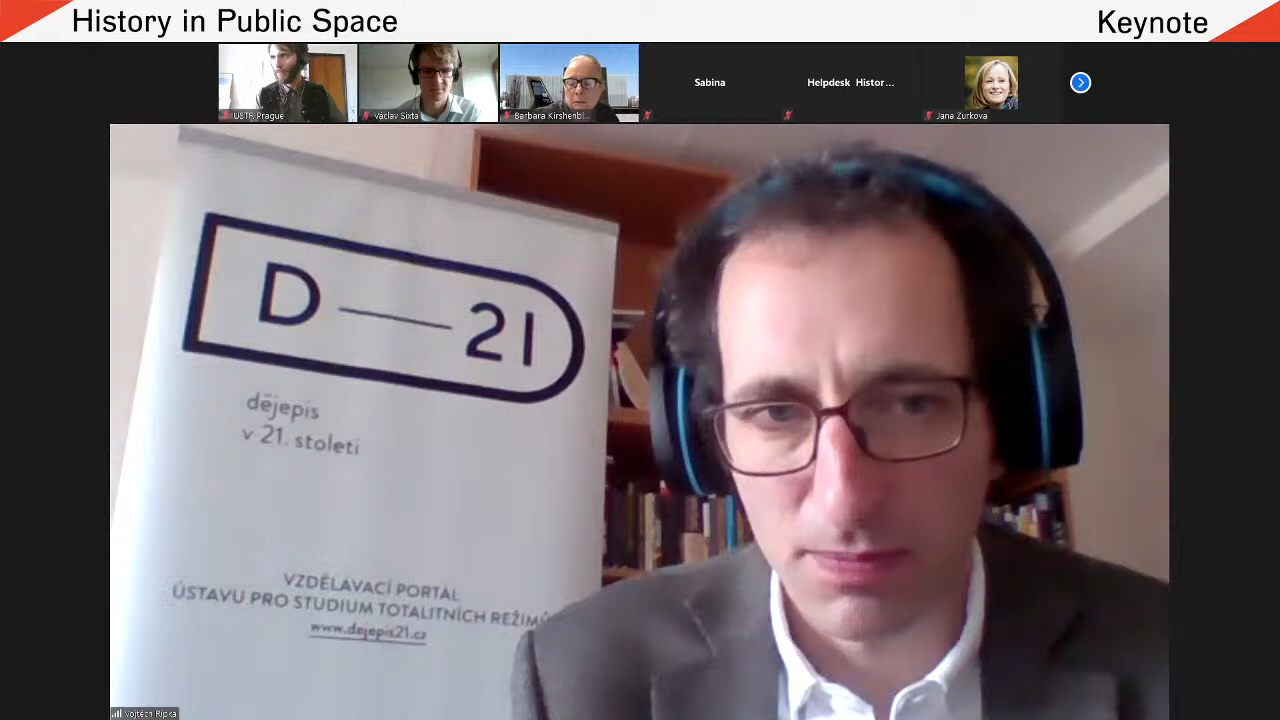 History in Public Space
Keynote
ÚSTR Prague
Václav Sixta
Barbara Kirshenbl...
Sabina
Helpdesk Histor...
Jana Zurkova
D — 21
dějepis
v 21. století
VZDĚLÁVACÍ PORTÁL
ÚSTAVU PRO STUDIUM TOTALITNÍCH REŽIMŮ
www.dejepis21.cz
Vojtěch Ripka